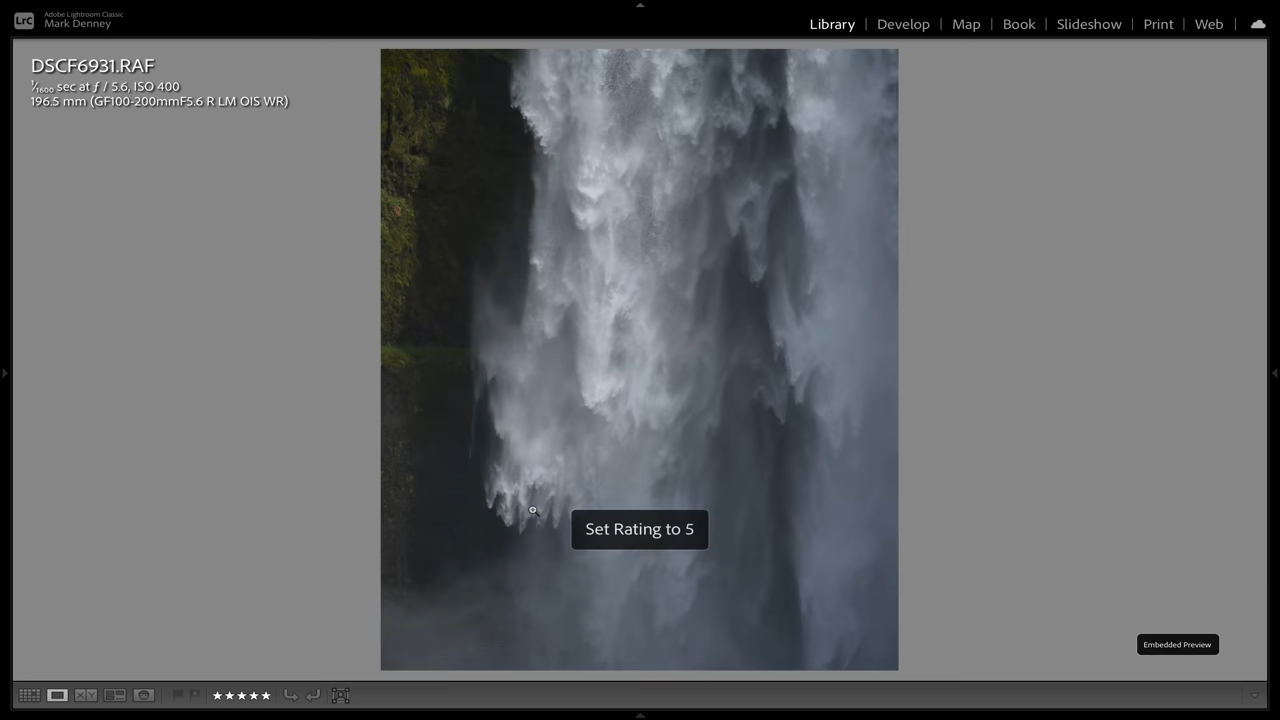 LrC
Adobe Lightroom Classic
Mark Denney
Library | Develop | Map | Book | Slideshow | Print | Web
DSCF6931.RAF
1/1600 sec at ƒ / 5.6, ISO 400
196.5 mm (GF100-200mmF5.6 R LM OIS WR)
Set Rating to 5
Embedded Preview
X Y